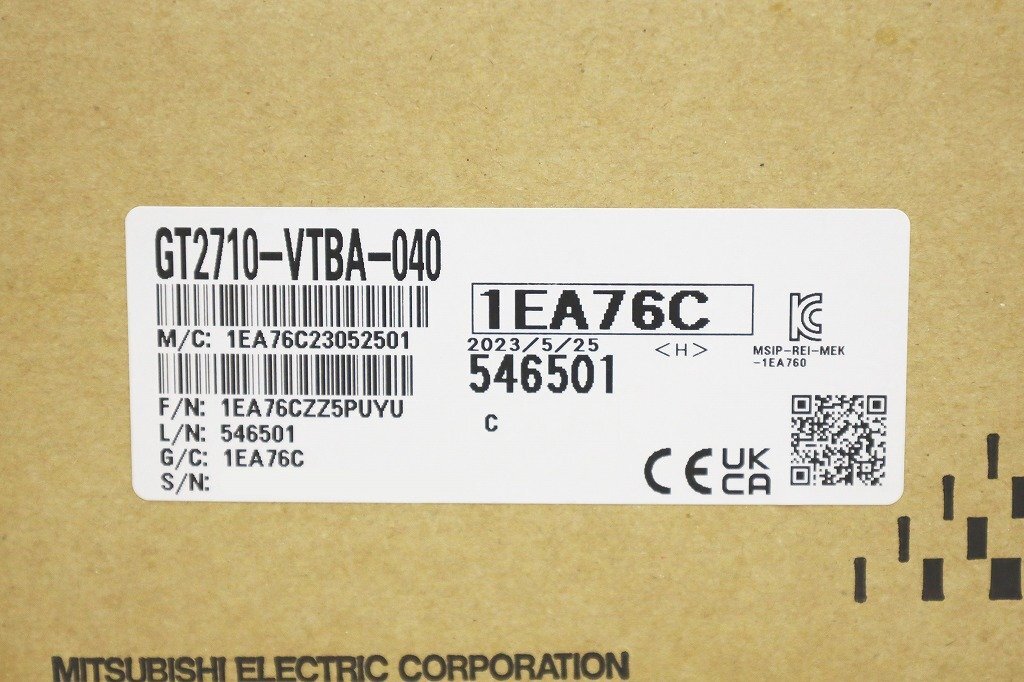 GT2710-VTBA-040
M/C: 1EA76C23052501
F/N: 1EA76CZZ5PUYU
L/N: 546501
G/C: 1EA76C
S/N:
1EA76C
2023/5/25
<H>
546501
C
MSIP-REI-MEK
-1EA760
CE
UK
CA
MITSUBISHI ELECTRIC CORPORATION